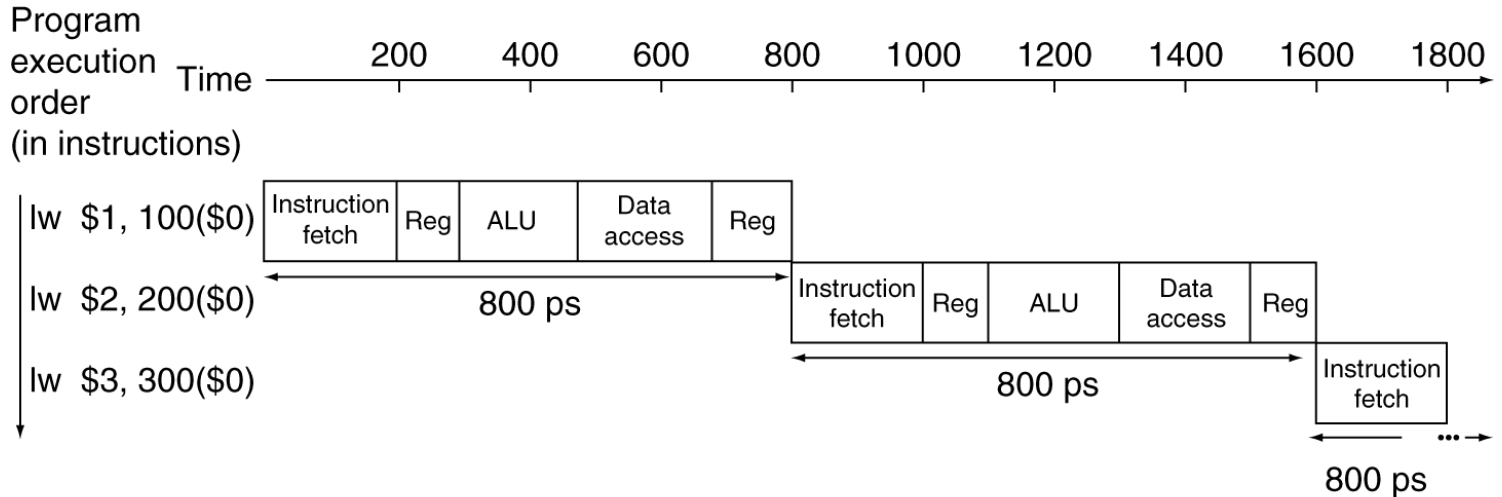 Program
execution
order
(in instructions)
Time
200 400 600 800 1000 1200 1400 1600 1800
lw $1, 100($0)
Instruction
fetch
Reg
ALU
Data
access
Reg
800 ps
lw $2, 200($0)
Instruction
fetch
Reg
ALU
Data
access
Reg
800 ps
lw $3, 300($0)
Instruction
fetch
...
800 ps